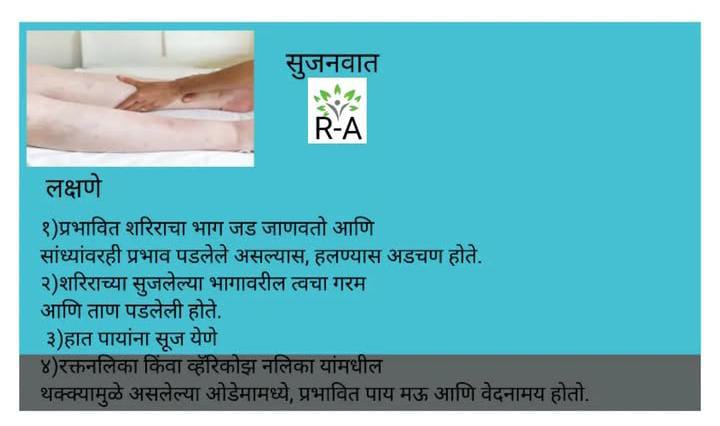 सुजनवात
R-A
लक्षणे
१)प्रभावित शरिराचा भाग जड जाणवतो आणि
सांध्यांवरही प्रभाव पडलेले असल्यास, हलण्यास अडचण होते.
२)शरिराच्या सुजलेल्या भागावरील त्वचा गरम
आणि ताण पडलेली होते.
३)हात पायांना सूज येणे
४)रक्तनलिका किंवा व्हॅरिकोझ नलिका यांमधील
थक्क्यामुळे असलेल्या ओडेमामध्ये, प्रभावित पाय मऊ आणि वेदनामय होतो.